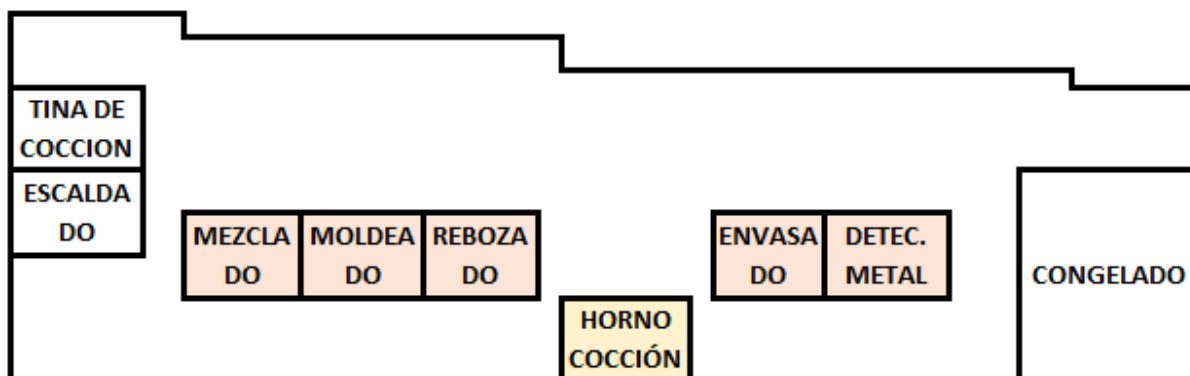 TINA DE
COCCION
ESCALDA
DO
MEZCLA
DO
MOLDEA
DO
REBOZA
DO
HORNO
COCCIÓN
ENVASA
DO
DETEC.
METAL
CONGELADO